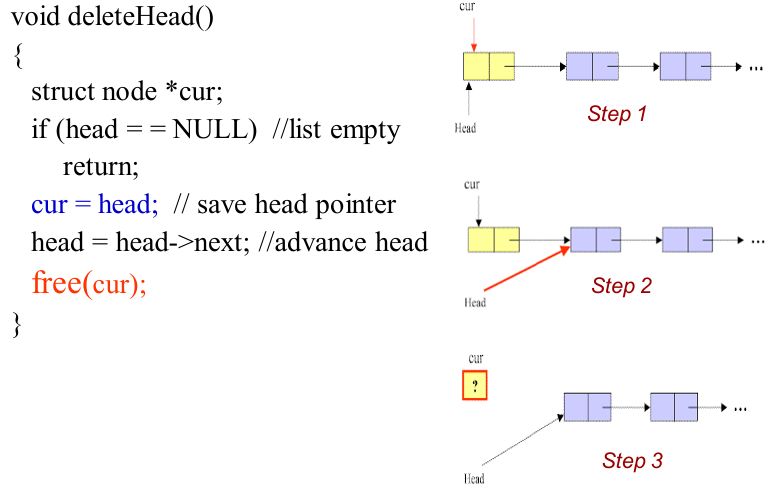 void deleteHead()
{
struct node *cur;
if (head = = NULL)  //list empty
return;
cur = head;  // save head pointer
head = head->next; //advance head
free(cur);
}
cur
...
Step 1
Head
cur
...
Step 2
Head
cur
?
...
Step 3
Head